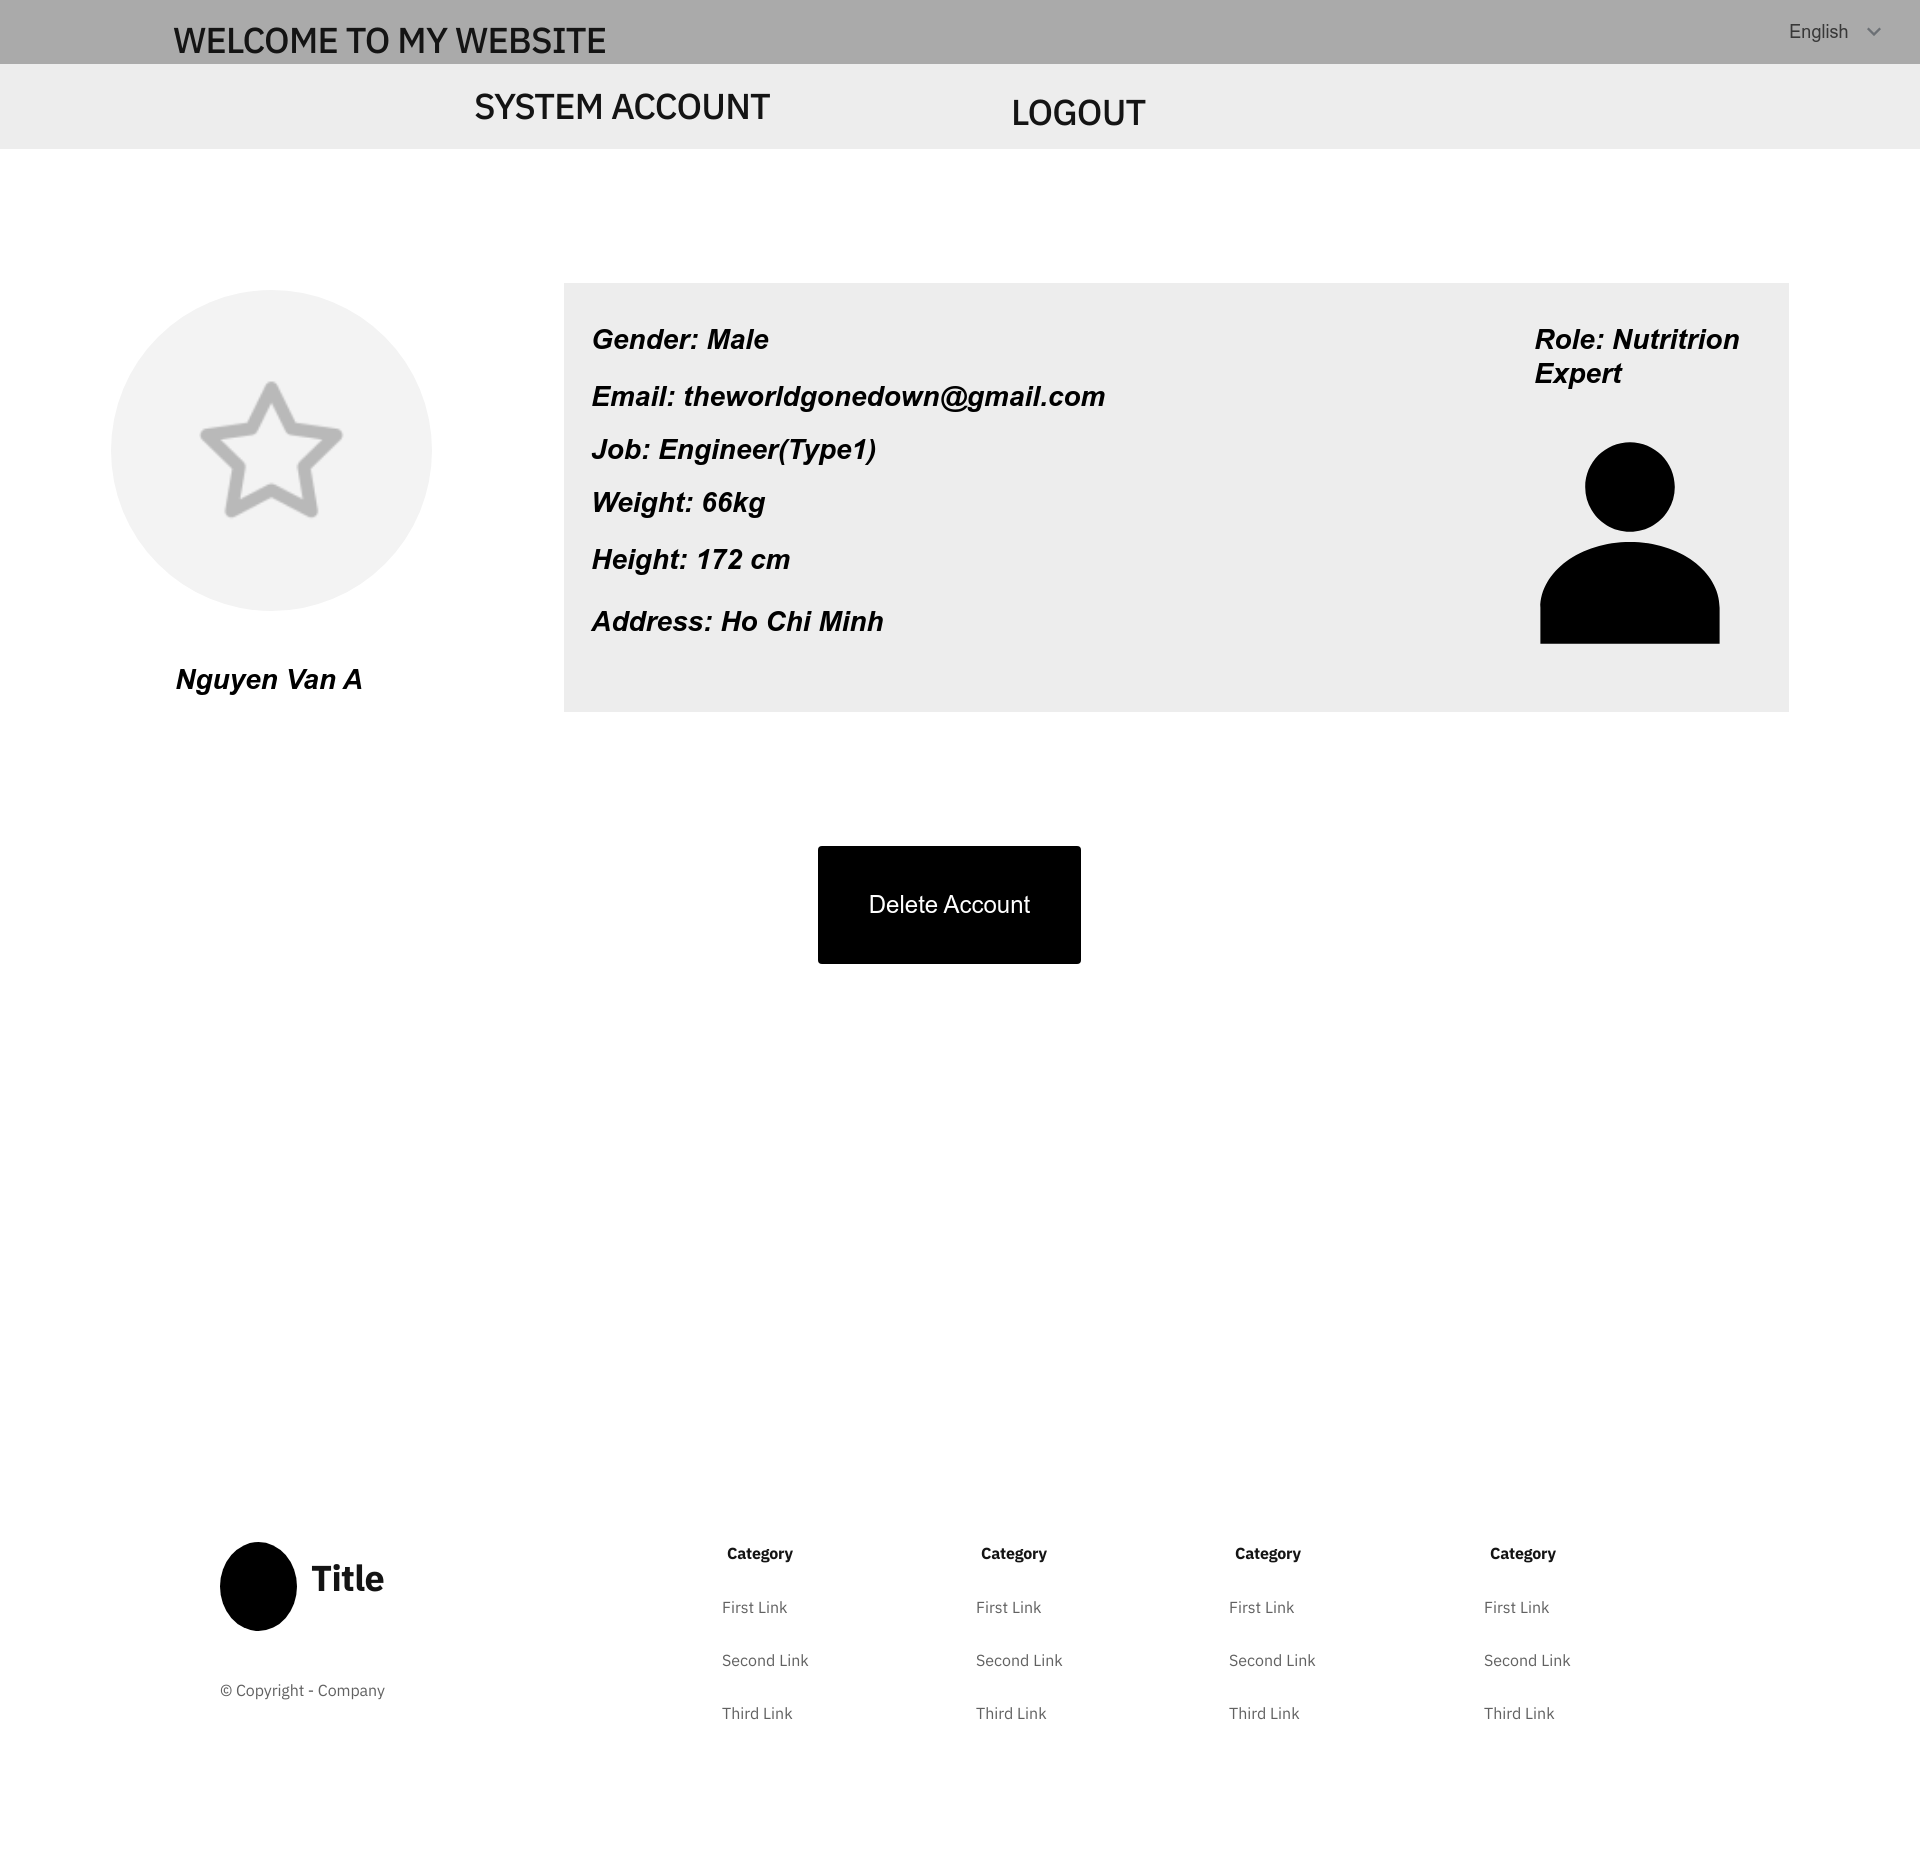 WELCOME TO MY WEBSITE
English
SYSTEM ACCOUNT
LOGOUT
Gender: Male
Email: theworldgonedown@gmail.com
Job: Engineer(Type1)
Weight: 66kg
Height: 172 cm
Address: Ho Chi Minh
Role: Nutritrion
Expert
Nguyen Van A
Delete Account
Title
© Copyright - Company
Category
First Link
Second Link
Third Link
Category
First Link
Second Link
Third Link
Category
First Link
Second Link
Third Link
Category
First Link
Second Link
Third Link